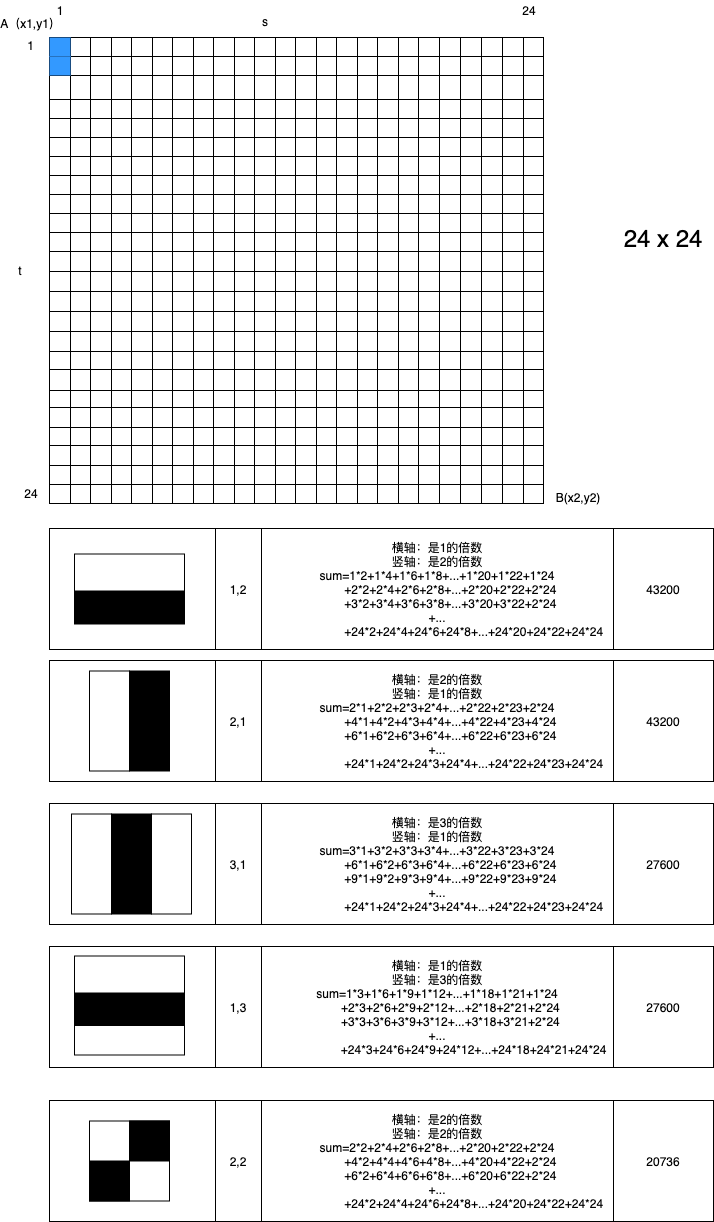 1
24
A（x1,y1）
s
1
24 x 24
t
24
B(x2,y2)
横轴：是1的倍数
竖轴：是2的倍数
sum=1*2+1*4+1*6+1*8+...+1*20+1*22+1*24
+2*2+2*4+2*6+2*8+...+2*20+2*22+2*24
+3*2+3*4+3*6+3*8+...+3*20+3*22+2*24
+...
+24*2+24*4+24*6+24*8+...+24*20+24*22+24*24
1,2
43200
横轴：是2的倍数
竖轴：是1的倍数
sum=2*1+2*2+2*3+2*4+...+2*22+2*23+2*24
+4*1+4*2+4*3+4*4+...+4*22+4*23+4*24
+6*1+6*2+6*3+6*4+...+6*22+6*23+6*24
+...
+24*1+24*2+24*3+24*4+...+24*22+24*23+24*24
2,1
43200
横轴：是3的倍数
竖轴：是1的倍数
sum=3*1+3*2+3*3+3*4+...+3*22+3*23+3*24
+6*1+6*2+6*3+6*4+...+6*22+6*23+6*24
+9*1+9*2+9*3+9*4+...+9*22+9*23+9*24
+...
+24*1+24*2+24*3+24*4+...+24*22+24*23+24*24
3,1
27600
横轴：是1的倍数
竖轴：是3的倍数
sum=1*3+1*6+1*9+1*12+...+1*18+1*21+1*24
+2*3+2*6+2*9+2*12+...+2*18+2*21+2*24
+3*3+3*6+3*9+3*12+...+3*18+3*21+2*24
+...
+24*3+24*6+24*9+24*12+...+24*18+24*21+24*24
1,3
27600
横轴：是2的倍数
竖轴：是2的倍数
sum=2*2+2*4+2*6+2*8+...+2*20+2*22+2*24
+4*2+4*4+4*6+4*8+...+4*20+4*22+2*24
+6*2+6*4+6*6+6*8+...+6*20+6*22+2*24
+...
+24*2+24*4+24*6+24*8+...+24*20+24*22+24*24
2,2
20736